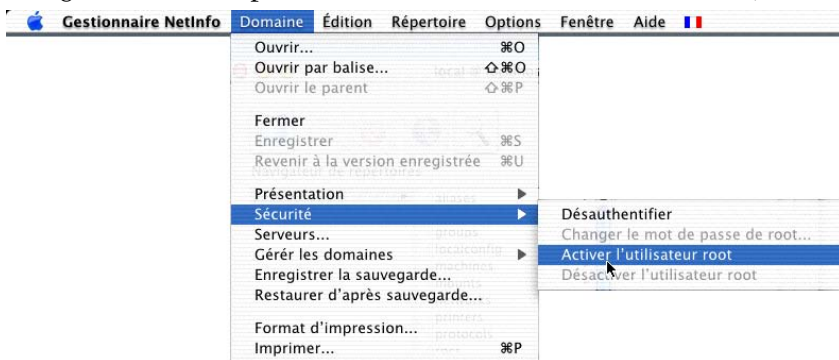 Gestionnaire NetInfo Domaine Édition Répertoire Options Fenêtre Aide
Ouvrir... ⌘O
Ouvrir par balise... ⇧⌘O
Ouvrir le parent ⇧⌘P
Fermer
Enregistrer ⌘S
Revenir à la version enregistrée ⌘U
Présentation
Sécurité
Serveurs...
Gérér les domaines
Enregistrer la sauvegarde...
Restaurer d'après sauvegarde...
Format d'impression...
Imprimer... ⌘P
Désauthentifier
Changer le mot de passe de root...
Activer l'utilisateur root
Désactiver l'utilisateur root